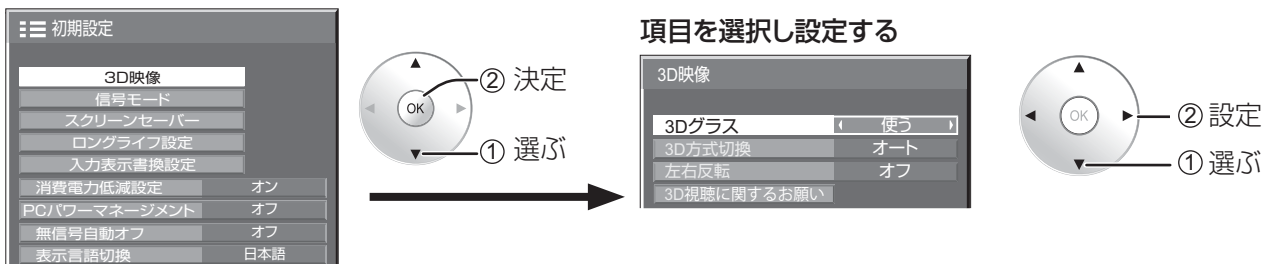 初期設定
3D映像
信号モード
スクリーンセーバー
ロングライフ設定
入力表示書換設定
消費電力低減設定 オン
PCパワーマネージメント オフ
無信号自動オフ オフ
表示言語切換 日本語
OK
② 決定
① 選ぶ
項目を選択し設定する
3D映像
3Dグラス 使う
3D方式切換 オート
左右反転 オフ
3D視聴に関するお願い
OK
② 設定
① 選ぶ